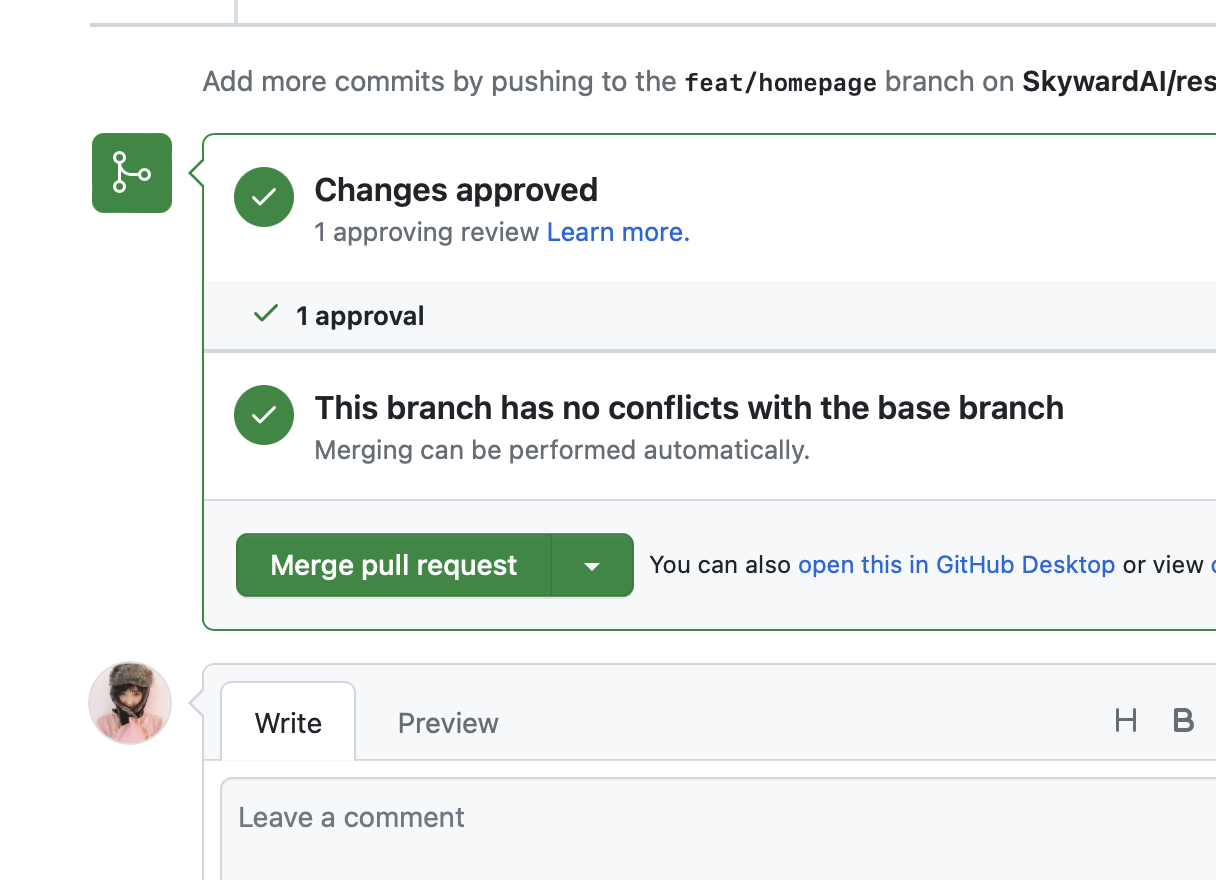 Add more commits by pushing to the feat/homepage branch on SkywardAI/res
Changes approved
1 approving review Learn more.
1 approval
This branch has no conflicts with the base branch
Merging can be performed automatically.
Merge pull request
You can also open this in GitHub Desktop or view
Write
Preview
H B
Leave a comment